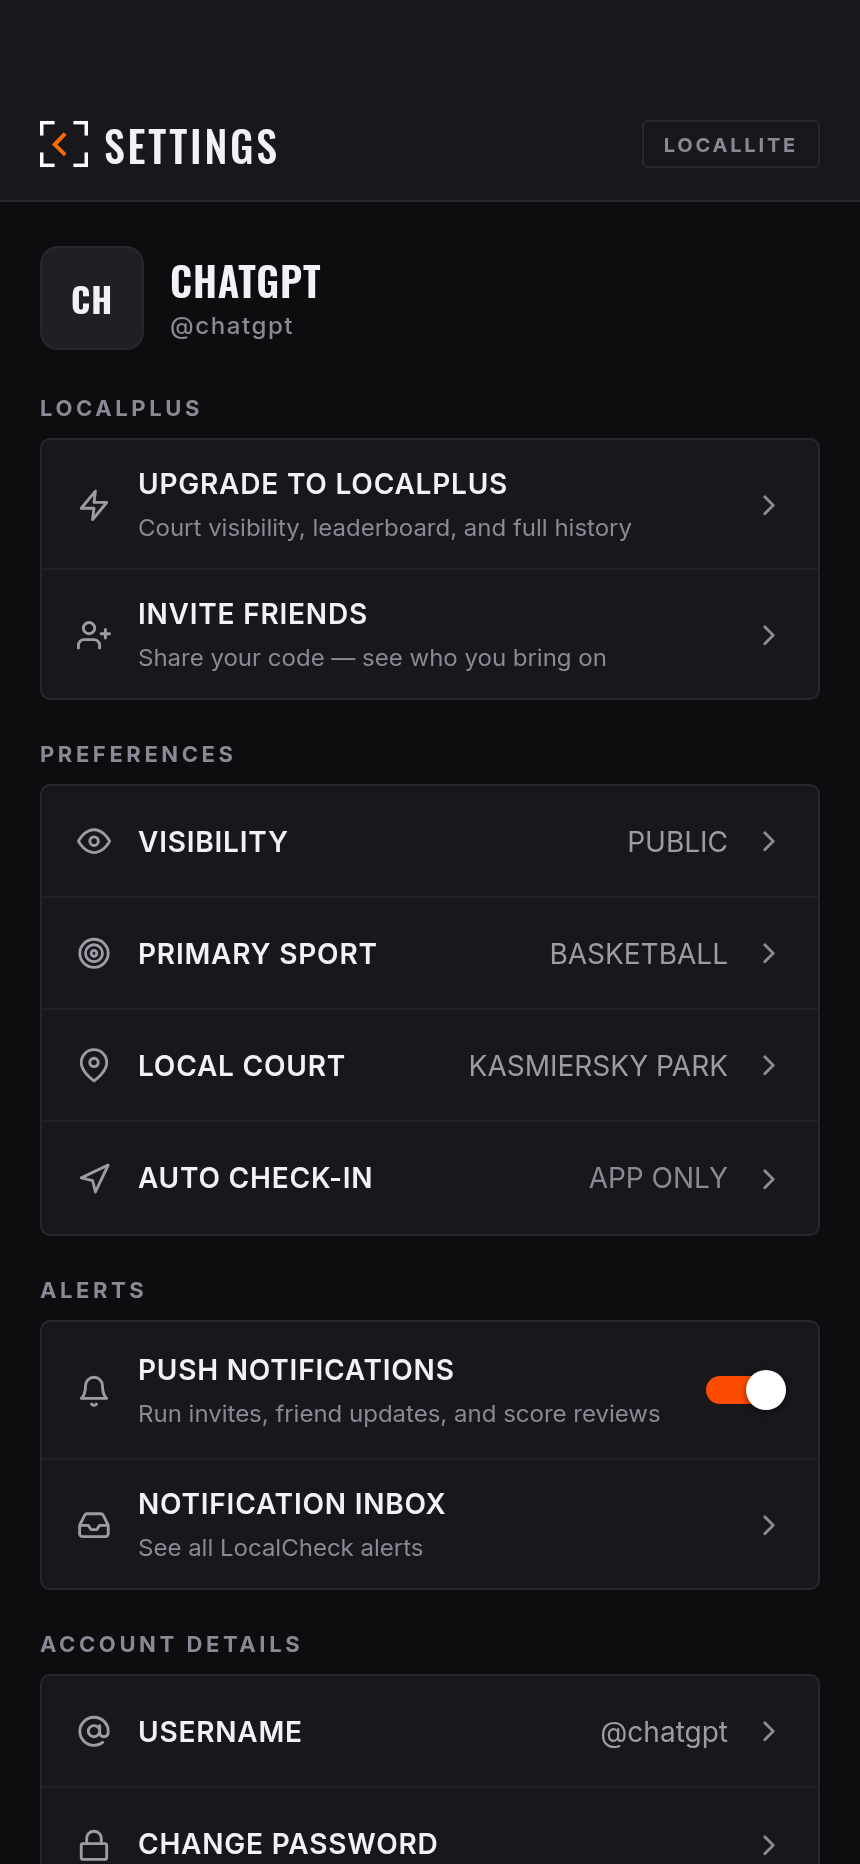 SETTINGS
LOCALLITE
CH
CHATGPT
@chatgpt
LOCALPLUS
UPGRADE TO LOCALPLUS
Court visibility, leaderboard, and full history
INVITE FRIENDS
Share your code — see who you bring on
PREFERENCES
VISIBILITY PUBLIC
PRIMARY SPORT BASKETBALL
LOCAL COURT KASMIERSKY PARK
AUTO CHECK-IN APP ONLY
ALERTS
PUSH NOTIFICATIONS
Run invites, friend updates, and score reviews
NOTIFICATION INBOX
See all LocalCheck alerts
ACCOUNT DETAILS
USERNAME @chatgpt
CHANGE PASSWORD